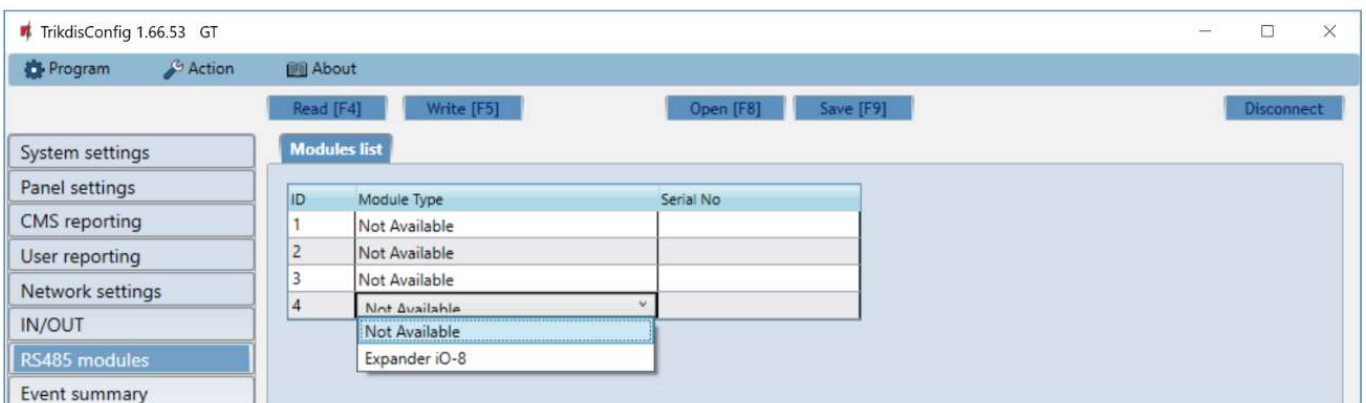 TrikdisConfig 1.66.53 GT
Program Action About
Read [F4] Write [F5] Open [F8] Save [F9] Disconnect
System settings
Panel settings
CMS reporting
User reporting
Network settings
IN/OUT
RS485 modules
Event summary
Modules list
ID Module Type Serial No
1 Not Available
2 Not Available
3 Not Available
4 Not Available
Not Available
Expander iO-8